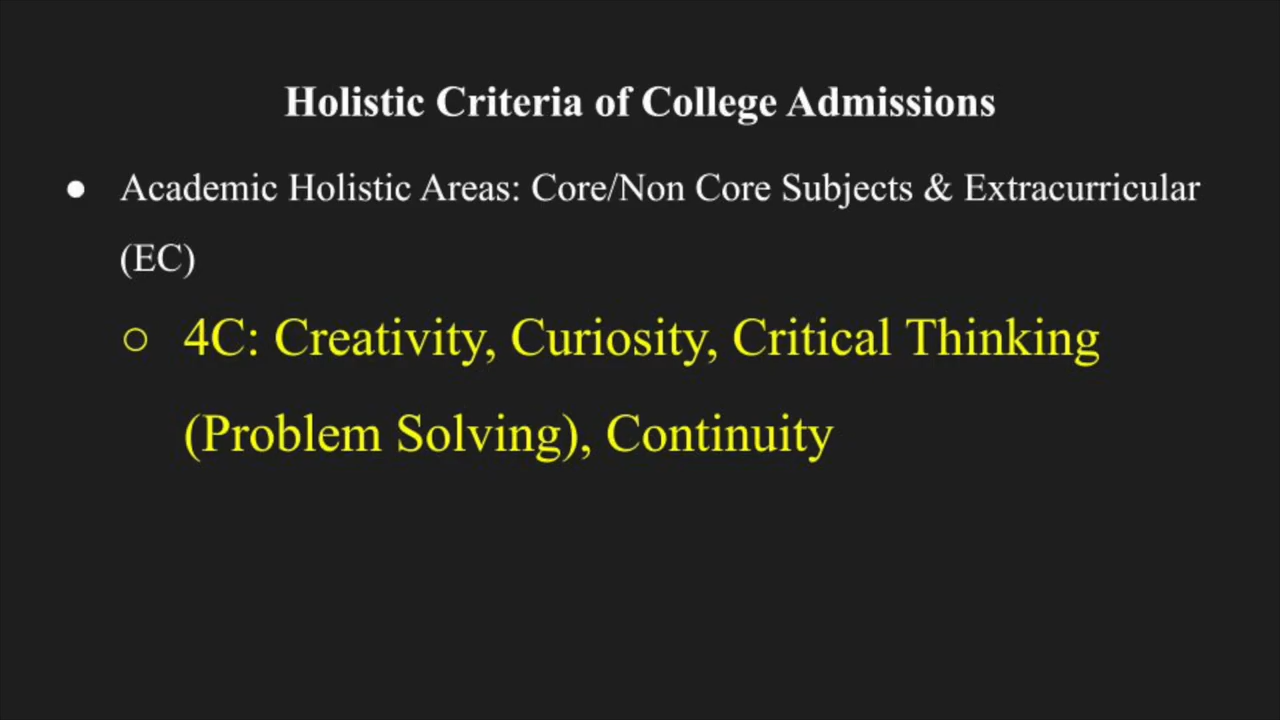 Holistic Criteria of College Admissions
● Academic Holistic Areas: Core/Non Core Subjects & Extracurricular
(EC)
○ 4C: Creativity, Curiosity, Critical Thinking
(Problem Solving), Continuity